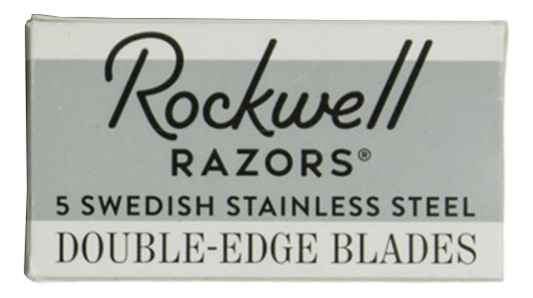 Rockwell
RAZORS®
5 SWEDISH STAINLESS STEEL
DOUBLE-EDGE BLADES